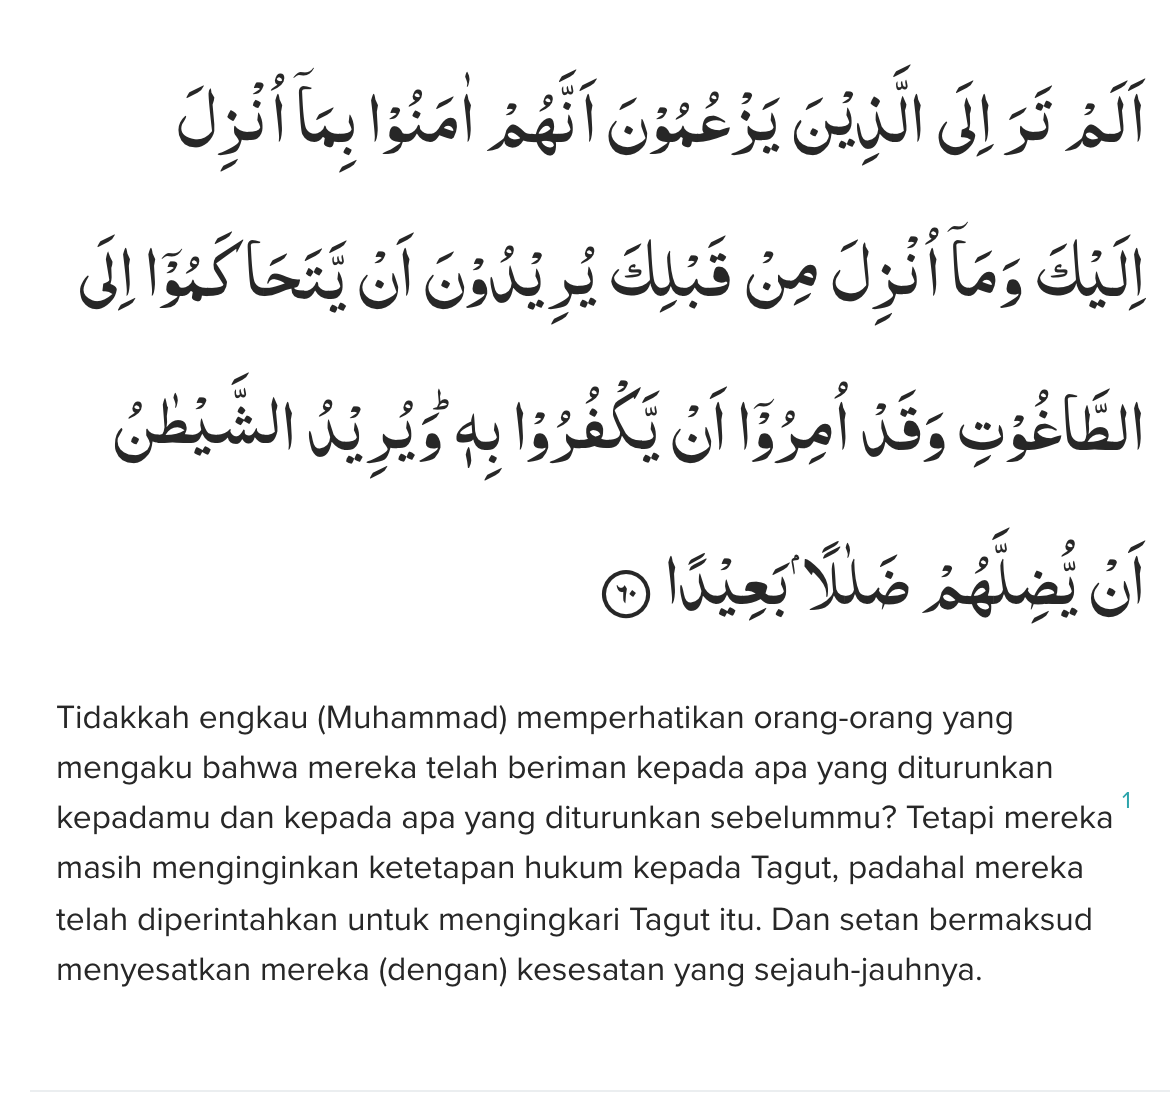 اَلَمْ تَرَ اِلَى الَّذِيْنَ يَزْعُمُوْنَ اَنَّهُمْ اٰمَنُوْا بِمَآ اُنْزِلَ
اِلَيْكَ وَمَآ اُنْزِلَ مِنْ قَبْلِكَ يُرِيْدُوْنَ اَنْ يَّتَحَاكَمُوْٓا اِلَى
الطَّاغُوْتِ وَقَدْ اُمِرُوْٓا اَنْ يَّكْفُرُوْا بِهٖۗ وَيُرِيْدُ الشَّيْطٰنُ
اَنْ يُّضِلَّهُمْ ضَلٰلًاۢ بَعِيْدًا ٦٠
Tidakkah engkau (Muhammad) memperhatikan orang-orang yang
mengaku bahwa mereka telah beriman kepada apa yang diturunkan
kepadamu dan kepada apa yang diturunkan sebelummu? Tetapi mereka 1
masih menginginkan ketetapan hukum kepada Tagut, padahal mereka
telah diperintahkan untuk mengingkari Tagut itu. Dan setan bermaksud
menyesatkan mereka (dengan) kesesatan yang sejauh-jauhnya.